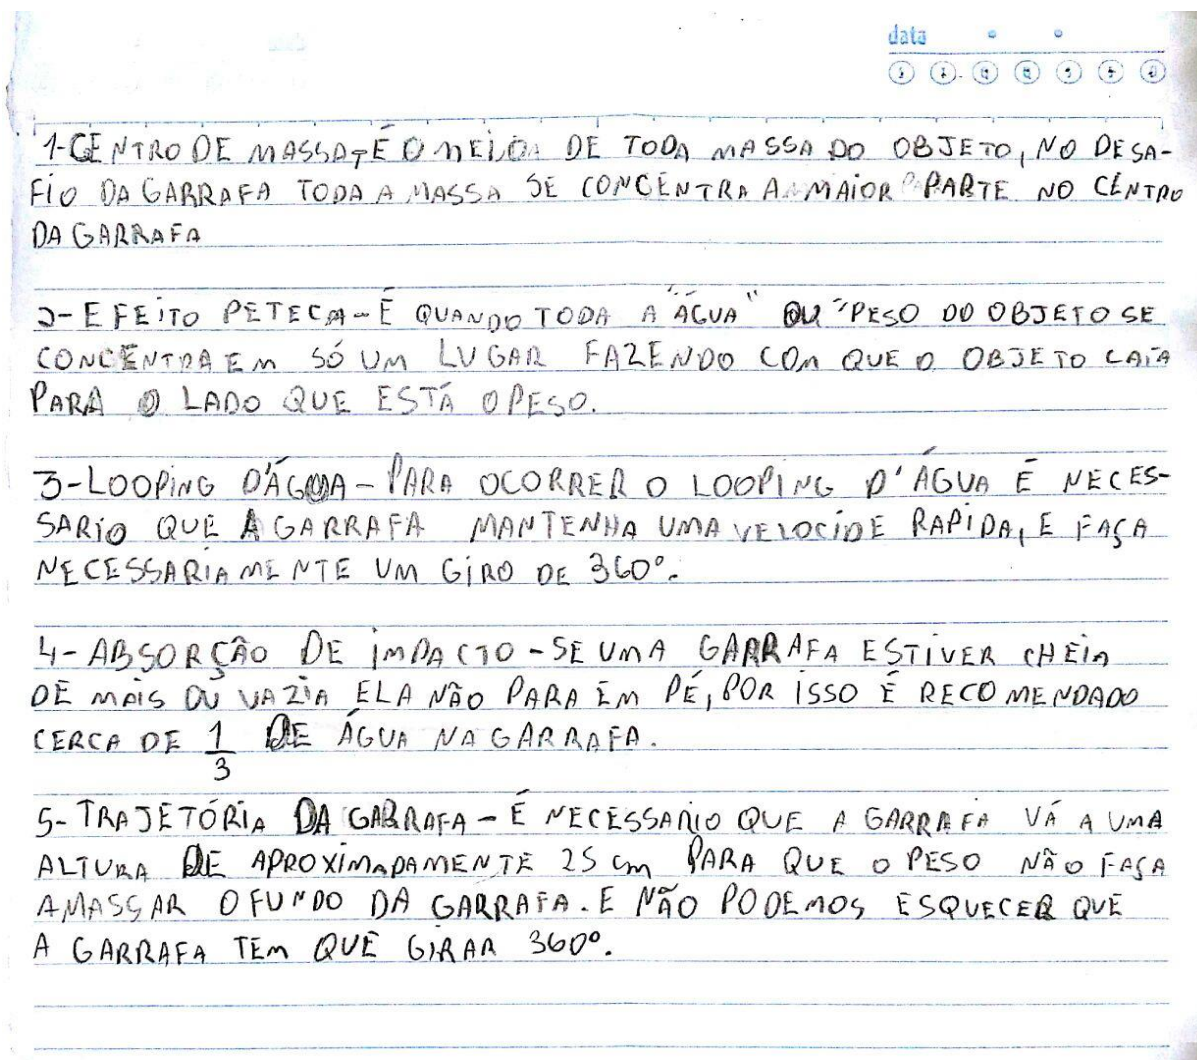 data
1-CENTRO DE MASSA-É O MEIO DE TODA MASSA DO OBJETO, NO DESA-
FIO DA GARRAFA TODA A MASSA SE CONCENTRA A MAIOR PARTE NO CENTRO
DA GARRAFA
2-EFEITO PETECA-É QUANDO TODA A "ÁGUA" OU "PESO DO OBJETO SE
CONCENTRA EM SÓ UM LUGAR FAZENDO COM QUE O OBJETO CAIA
PARA O LADO QUE ESTÁ O PESO.
3-LOOPING D'ÁGUA-PARA OCORRER O LOOPING D'ÁGUA É NECES-
SARIO QUE A GARRAFA MANTENHA UMA VELOCIDE RAPIDA, E FAÇA
NECESSARIAMENTE UM GIRO DE 360º.
4-ABSORÇÃO DE IMPACTO-SE UMA GARRAFA ESTIVER CHEIA
DE MAIS OU VAZIA ELA NÃO PARA EM PÉ, POR ISSO É RECOMENDADO
CERCA DE 1/3 DE ÁGUA NA GARRAFA.
5-TRAJETÓRIA DA GARRAFA-É NECESSARIO QUE A GARRAFA VÁ A UMA
ALTURA DE APROXIMADAMENTE 25 cm PARA QUE O PESO NÃO FAÇA
AMASSAR O FUNDO DA GARRAFA. E NÃO PODEMOS ESQUECER QUE
A GARRAFA TEM QUE GIRAR 360º.